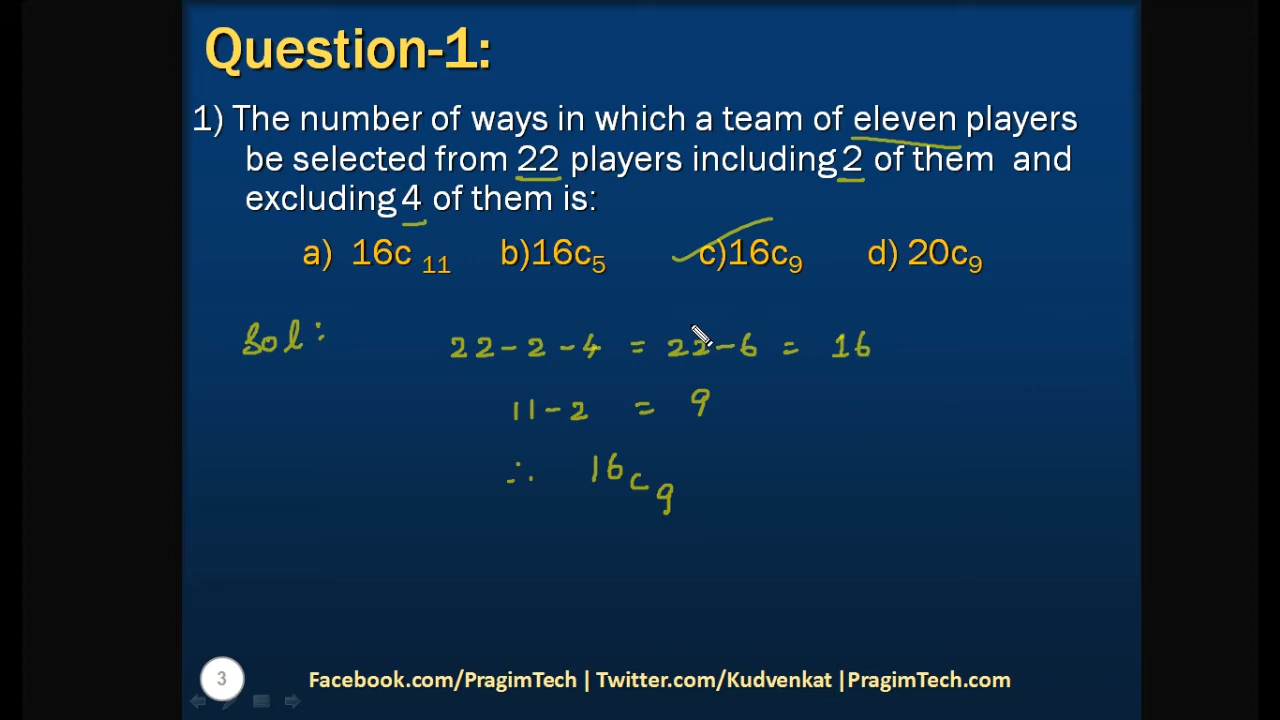 Question-1:
1) The number of ways in which a team of eleven players
be selected from 22 players including 2 of them and
excluding 4 of them is:
a) 16c 11 b)16c5 c)16c9 d) 20c9
Sol: 22-2-4 = 22-6 = 16
11-2 = 9
∴ 16c9
3 Facebook.com/PragimTech | Twitter.com/Kudvenkat |PragimTech.com